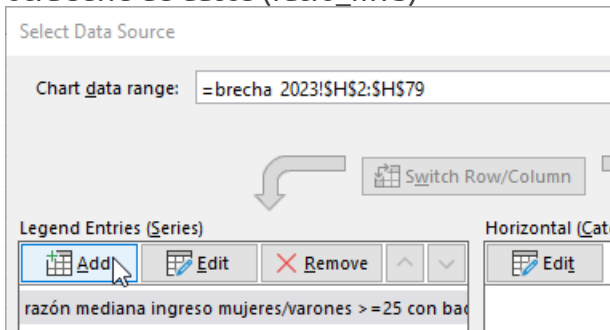 Select Data Source
Chart data range: =brecha 2023!$H$2:$H$79
Switch Row/Column
Legend Entries (Series)
Horizontal (Cat
Add Edit Remove Edit
razón mediana ingreso mujeres/varones >=25 con bac